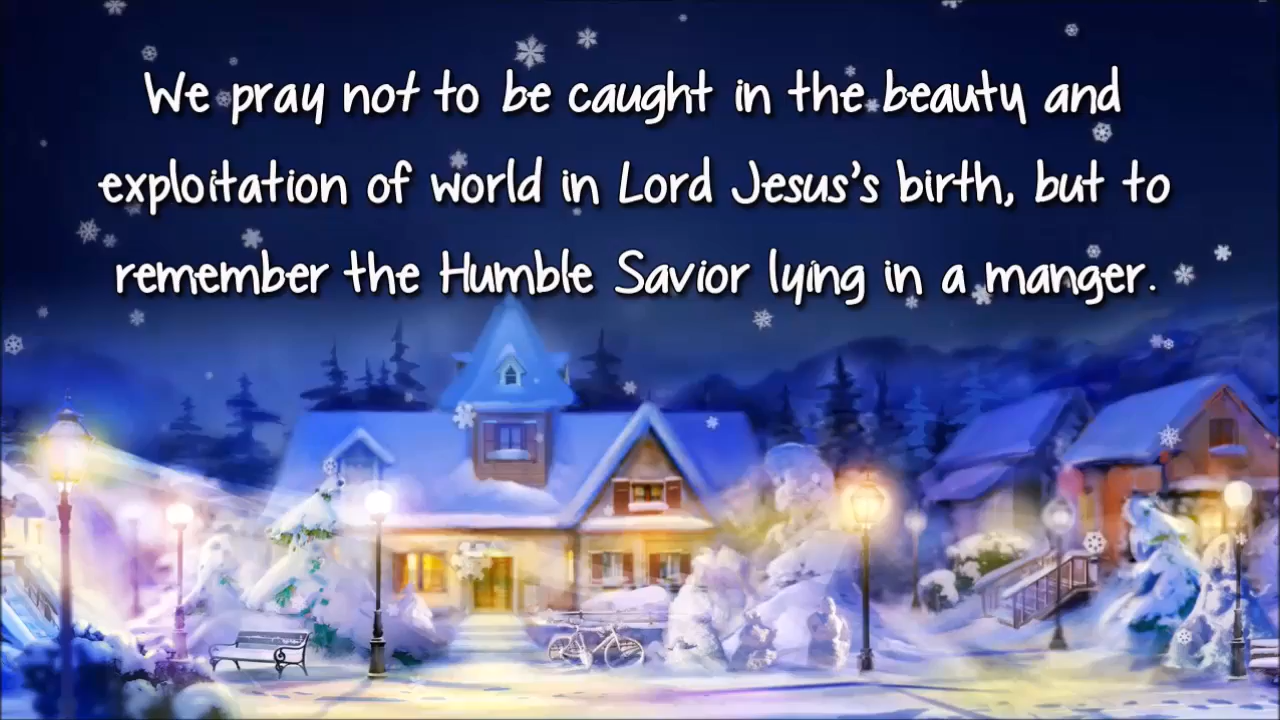 We pray not to be caught in the beauty and
exploitation of world in Lord Jesus's birth, but to
remember the Humble Savior lying in a manger.